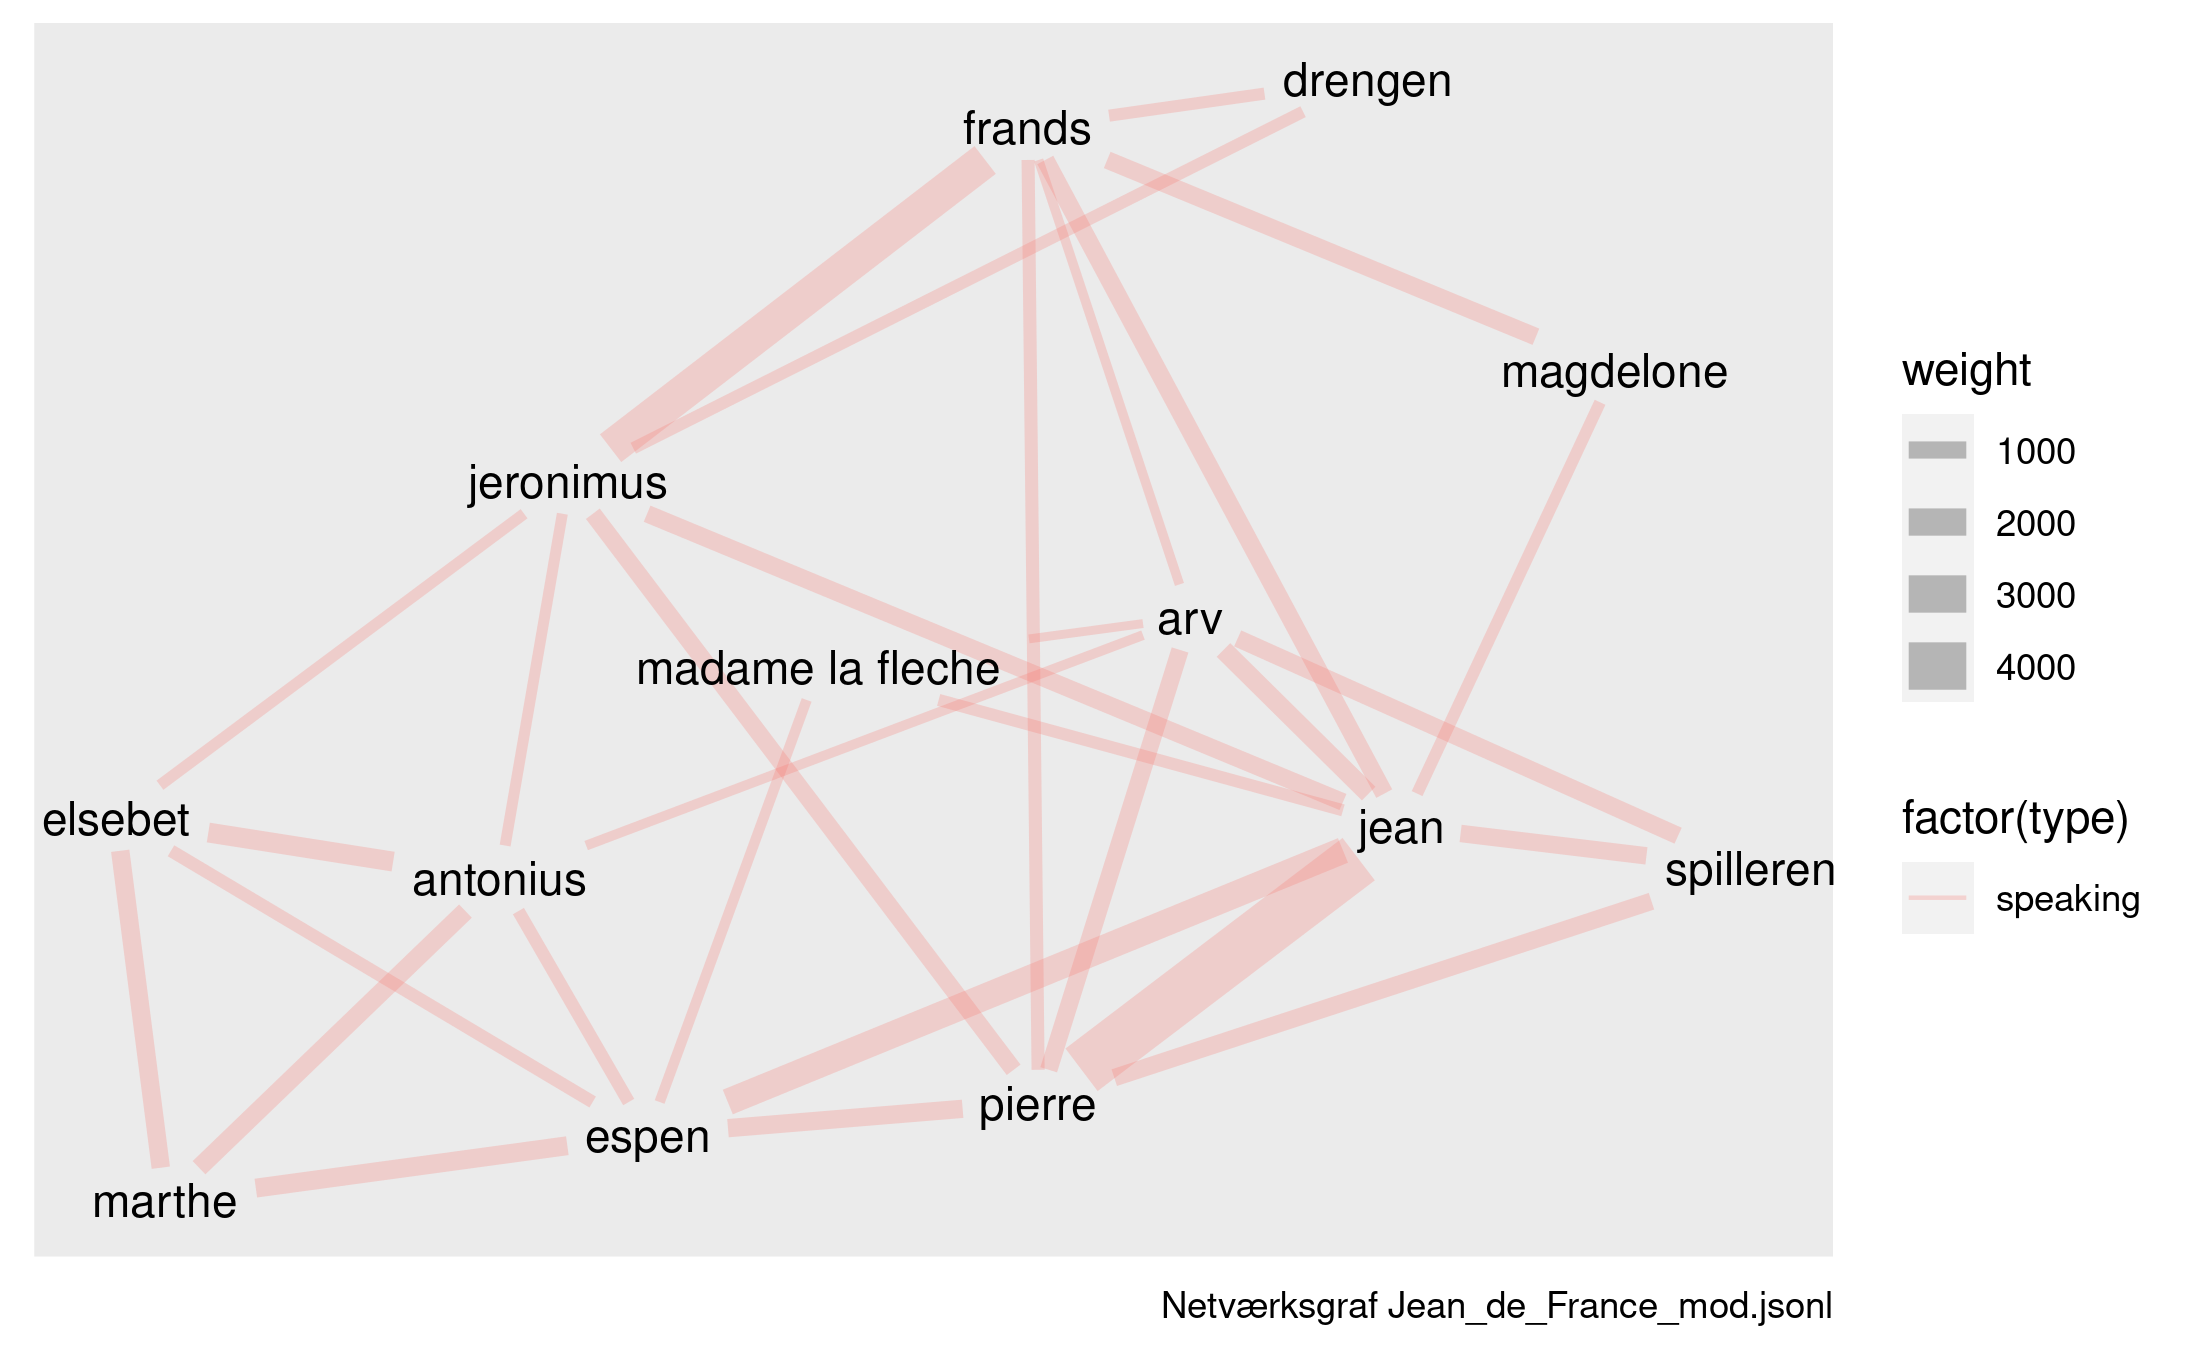 drengen
frands
magdelone
jeronimus
arv
madame la fleche
elsebet
jean
antonius
spilleren
pierre
espen
marthe
weight
1000
2000
3000
4000
factor(type)
speaking
Netværksgraf Jean_de_France_mod.jsonl